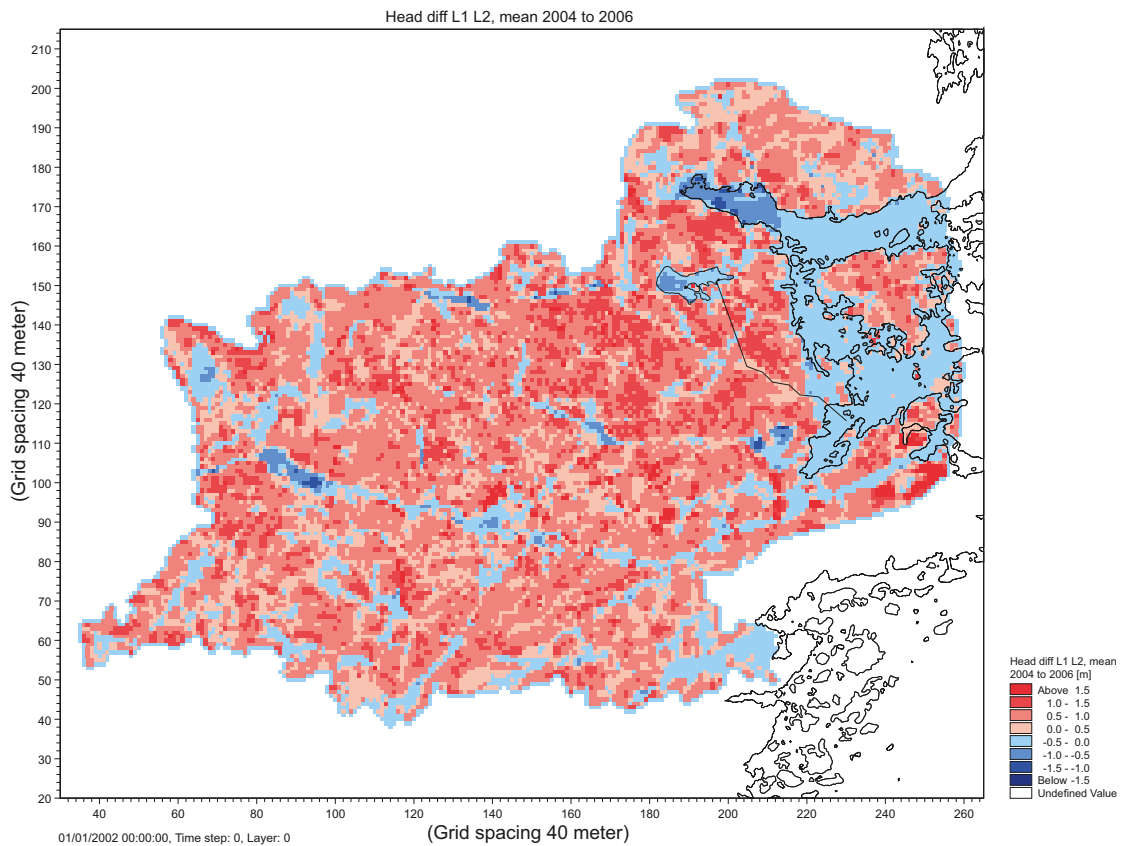 Head diff L1 L2, mean 2004 to 2006
210
200
190
180
170
160
150
140
130
120
110
100
90
80
70
60
50
40
30
20
(Grid spacing 40 meter)
40 60 80 100 120 140 160 180 200 220 240 260
(Grid spacing 40 meter)
01/01/2002 00:00:00, Time step: 0, Layer: 0
Head diff L1 L2, mean
2004 to 2006 [m]
Above 1.5
1.0 - 1.5
0.5 - 1.0
0.0 - 0.5
-0.5 - 0.0
-1.0 - -0.5
-1.5 - -1.0
Below -1.5
Undefined Value